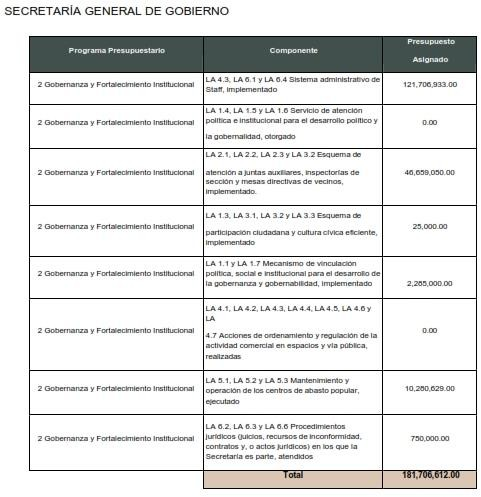 SECRETARÍA GENERAL DE GOBIERNO
Programa Presupuestario
Componente
Presupuesto
Asignado
2 Gobernanza y Fortalecimiento Institucional
LA 4.3, LA 6.1 y LA 6.4 Sistema administrativo de
Staff, implementado
121,706,933.00
2 Gobernanza y Fortalecimiento Institucional
LA 1.4, LA 1.5 y LA 1.6 Servicio de atención
política e institucional para el desarrollo político y
la gobernalidad, otorgado
0.00
2 Gobernanza y Fortalecimiento Institucional
LA 2.1, LA 2.2, LA 2.3 y LA 3.2 Esquema de
atención a juntas auxiliares, inspectorías de
sección y mesas directivas de vecinos,
implementado.
46,659,050.00
2 Gobernanza y Fortalecimiento Institucional
LA 1.3, LA 3.1, LA 3.2 y LA 3.3 Esquema de
participación ciudadana y cultura cívica eficiente,
implementado
25,000.00
2 Gobernanza y Fortalecimiento Institucional
LA 1.1 y LA 1.7 Mecanismo de vinculación
política, social e institucional para el desarrollo de
la gobernanza y gobernabilidad, implementado
2,285,000.00
2 Gobernanza y Fortalecimiento Institucional
LA 4.1, LA 4.2, LA 4.3, LA 4.4, LA 4.5, LA 4.6 y
LA
4.7 Acciones de ordenamiento y regulación de la
actividad comercial en espacios y vía pública,
realizadas
0.00
2 Gobernanza y Fortalecimiento Institucional
LA 5.1, LA 5.2 y LA 5.3 Mantenimiento y
operación de los centros de abasto popular,
ejecutado
10,280,629.00
2 Gobernanza y Fortalecimiento Institucional
LA 6.2, LA 6.3 y LA 6.6 Procedimientos
jurídicos (juicios, recursos de inconformidad,
contratos y, o actos jurídicos) en los que la
Secretaría es parte, atendidos
750,000.00
Total
181,706,612.00